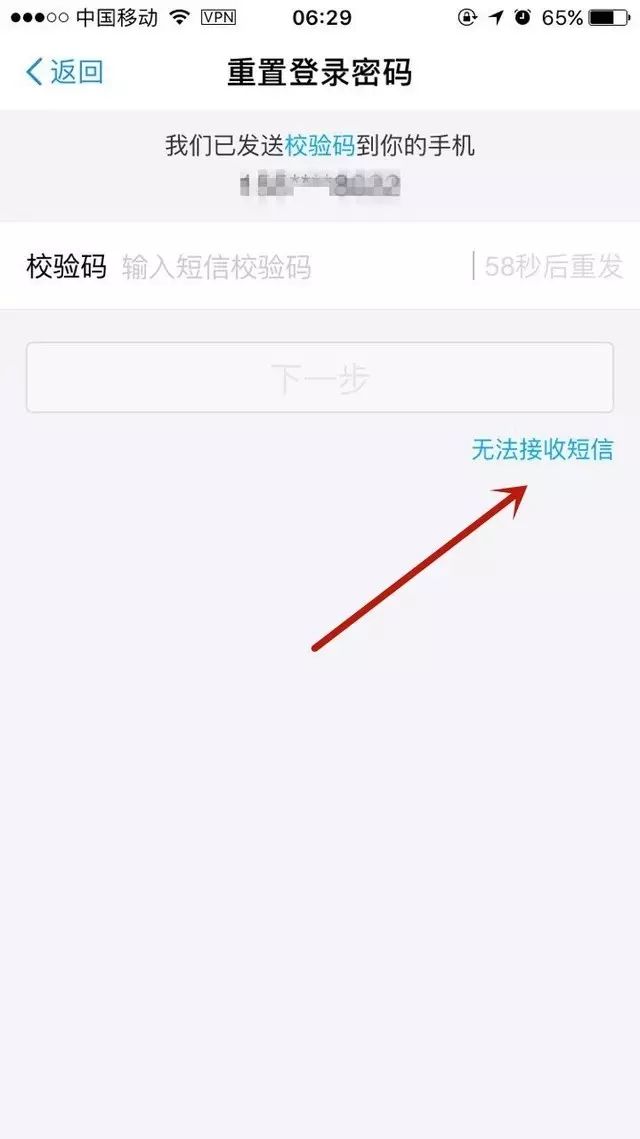 中国移动 VPN 06:29 65%
返回 重置登录密码
我们已发送校验码到你的手机
校验码 输入短信校验码 58秒后重发
下一步
无法接收短信